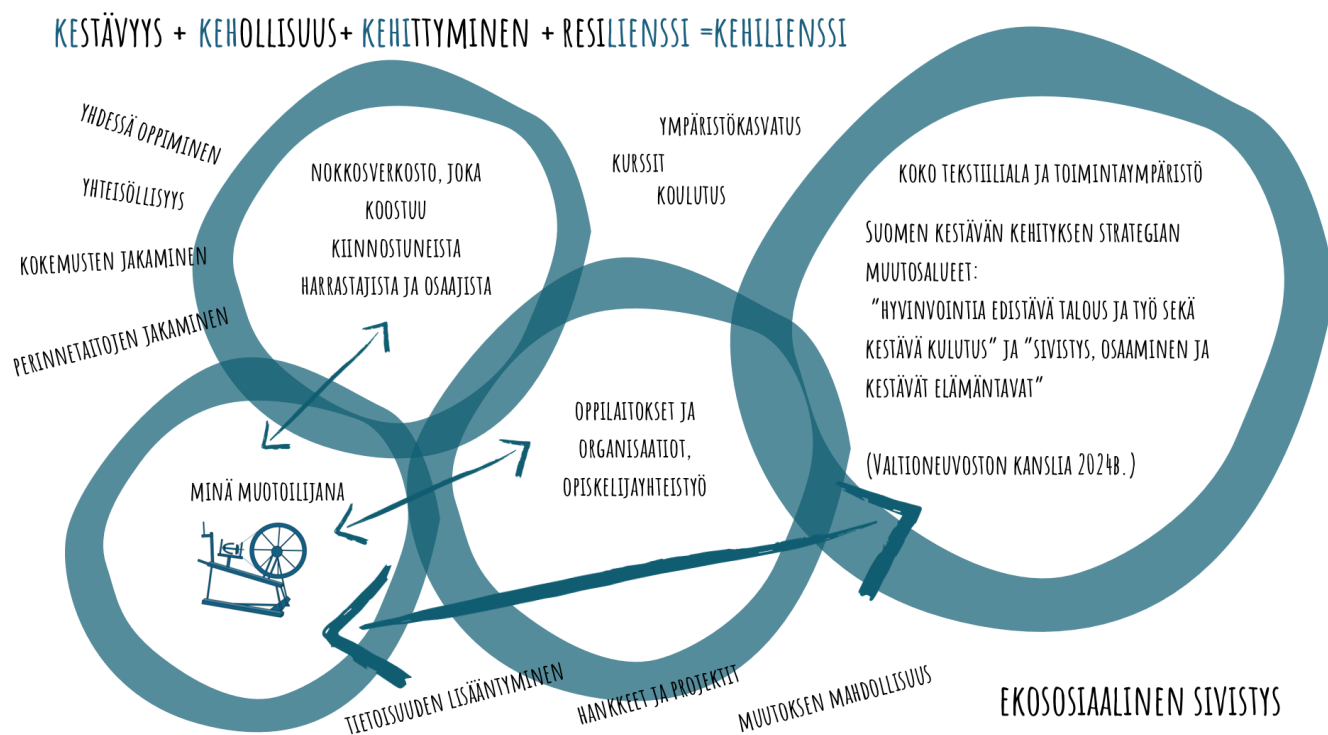 KESTÄVYYS + KEHOLLISUUS+ KEHITTYMINEN + RESILIENSSI =KEHILIENSSI
YHDESSÄ OPPIMINEN
YHTEISÖLLISYYS
KOKEMUSTEN JAKAMINEN
PERINNETAITOJEN JAKAMINEN
NOKKOSVERKOSTO, JOKA
KOOSTUU
KIINNOSTUNEISTA
HARRASTAJISTA JA OSAAJISTA
YMPÄRISTÖKASVATUS
KURSSIT
KOULUTUS
KOKO TEKSTIILIALA JA TOIMINTAYMPÄRISTÖ
SUOMEN KESTÄVÄN KEHITYKSEN STRATEGIAN
MUUTOSALUEET:
"HYVINVOINTIA EDISTÄVÄ TALOUS JA TYÖ SEKÄ
KESTÄVÄ KULUTUS" JA "SIVISTYS, OSAAMINEN JA
KESTÄVÄT ELÄMÄNTAVAT"
(VALTIONEUVOSTON KANSLIA 2024B.)
OPPILAITOKSET JA
ORGANISAATIOT,
OPISKELIJAYHTEISTYÖ
MINÄ MUOTOILIJANA
TIETOISUUDEN LISÄÄNTYMINEN
HANKKEET JA PROJEKTIT
MUUTOKSEN MAHDOLLISUUS
EKOSOSIAALINEN SIVISTYS